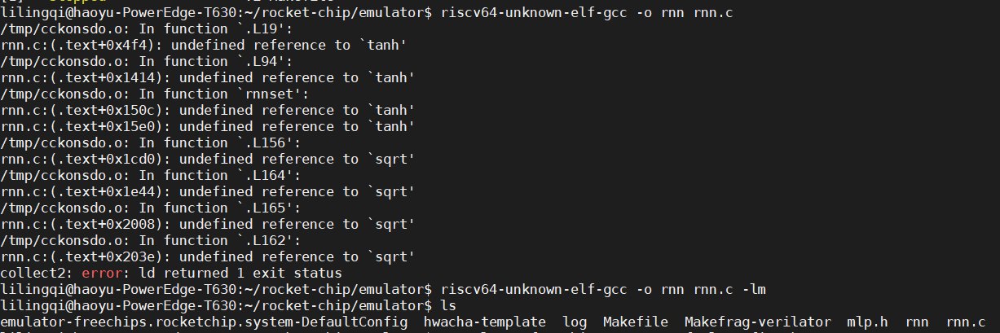 lilingqi@haoyu-PowerEdge-T630:~/rocket-chip/emulator$ riscv64-unknown-elf-gcc -o rnn rnn.c
/tmp/cckonsdo.o: In function `.L19':
rnn.c:(.text+0x4f4): undefined reference to `tanh'
/tmp/cckonsdo.o: In function `.L94':
rnn.c:(.text+0x1414): undefined reference to `tanh'
/tmp/cckonsdo.o: In function `rnnset':
rnn.c:(.text+0x150c): undefined reference to `tanh'
rnn.c:(.text+0x15e0): undefined reference to `tanh'
/tmp/cckonsdo.o: In function `.L156':
rnn.c:(.text+0x1cd0): undefined reference to `sqrt'
/tmp/cckonsdo.o: In function `.L164':
rnn.c:(.text+0x1e44): undefined reference to `sqrt'
/tmp/cckonsdo.o: In function `.L165':
rnn.c:(.text+0x2008): undefined reference to `sqrt'
/tmp/cckonsdo.o: In function `.L162':
rnn.c:(.text+0x203e): undefined reference to `sqrt'
collect2: error: ld returned 1 exit status
lilingqi@haoyu-PowerEdge-T630:~/rocket-chip/emulator$ riscv64-unknown-elf-gcc -o rnn rnn.c -lm
lilingqi@haoyu-PowerEdge-T630:~/rocket-chip/emulator$ ls
emulator-freechips.rocketchip.system-DefaultConfig  hwacha-template  log  Makefile  Makefrag-verilator  mlp.h  rnn  rnn.c